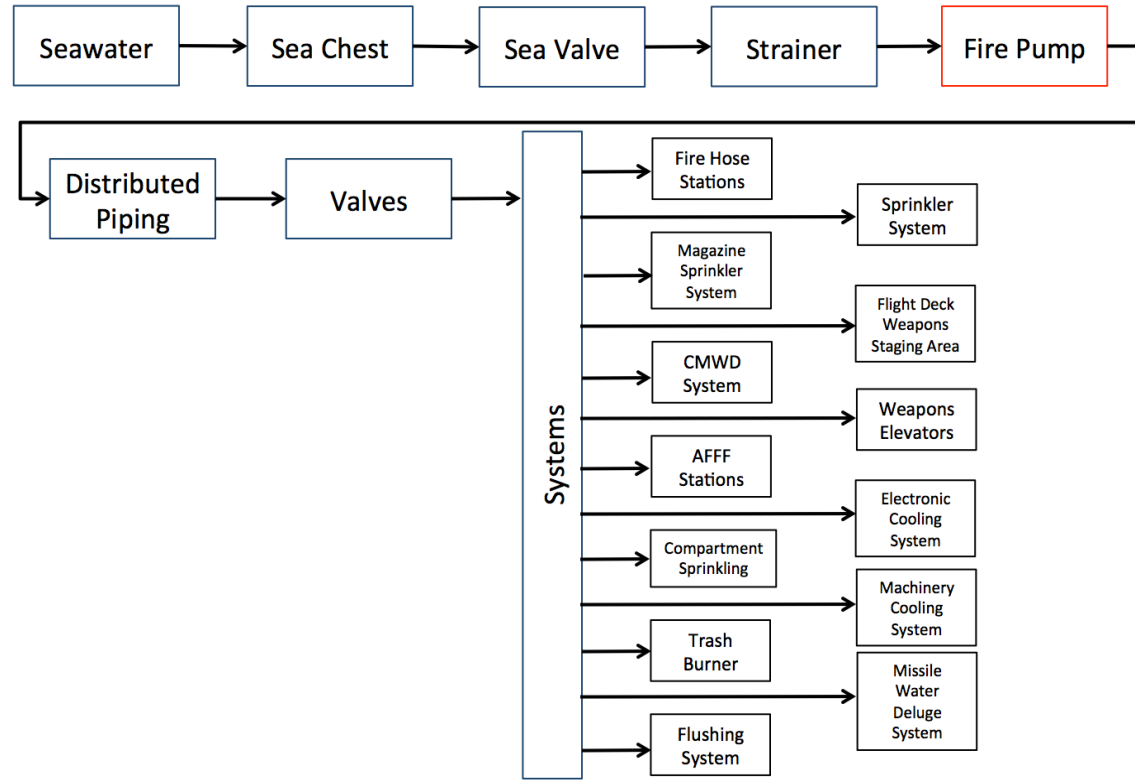 Seawater
Sea Chest
Sea Valve
Strainer
Fire Pump
Distributed
Piping
Valves
Systems
Fire Hose
Stations
Sprinkler
System
Magazine
Sprinkler
System
Flight Deck
Weapons
Staging Area
CMWD
System
Weapons
Elevators
AFFF
Stations
Electronic
Cooling
System
Compartment
Sprinkling
Machinery
Cooling
System
Trash
Burner
Missile
Water
Deluge
System
Flushing
System